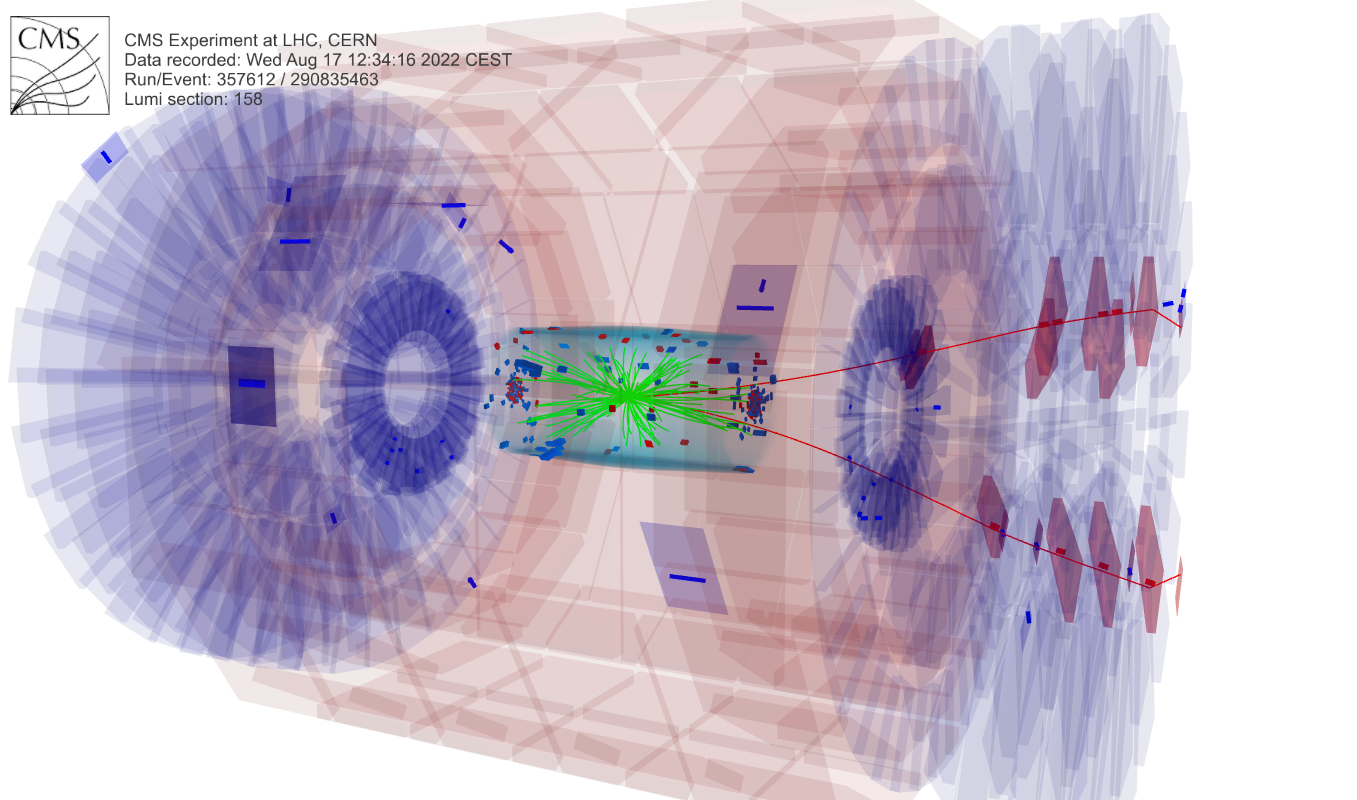 CMS
CMS Experiment at LHC, CERN
Data recorded: Wed Aug 17 12:34:16 2022 CEST
Run/Event: 357612 / 290835463
Lumi section: 158